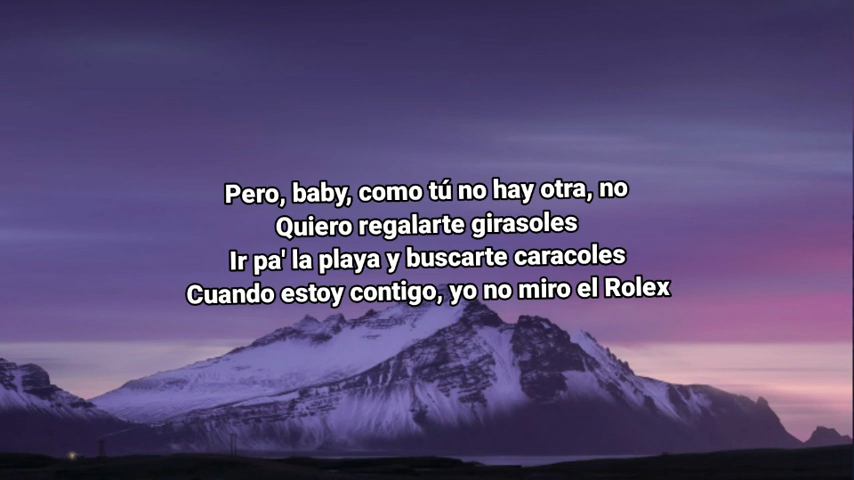 Pero, baby, como tú no hay otra, no
Quiero regalarte girasoles
Ir pa' la playa y buscarte caracoles
Cuando estoy contigo, yo no miro el Rolex